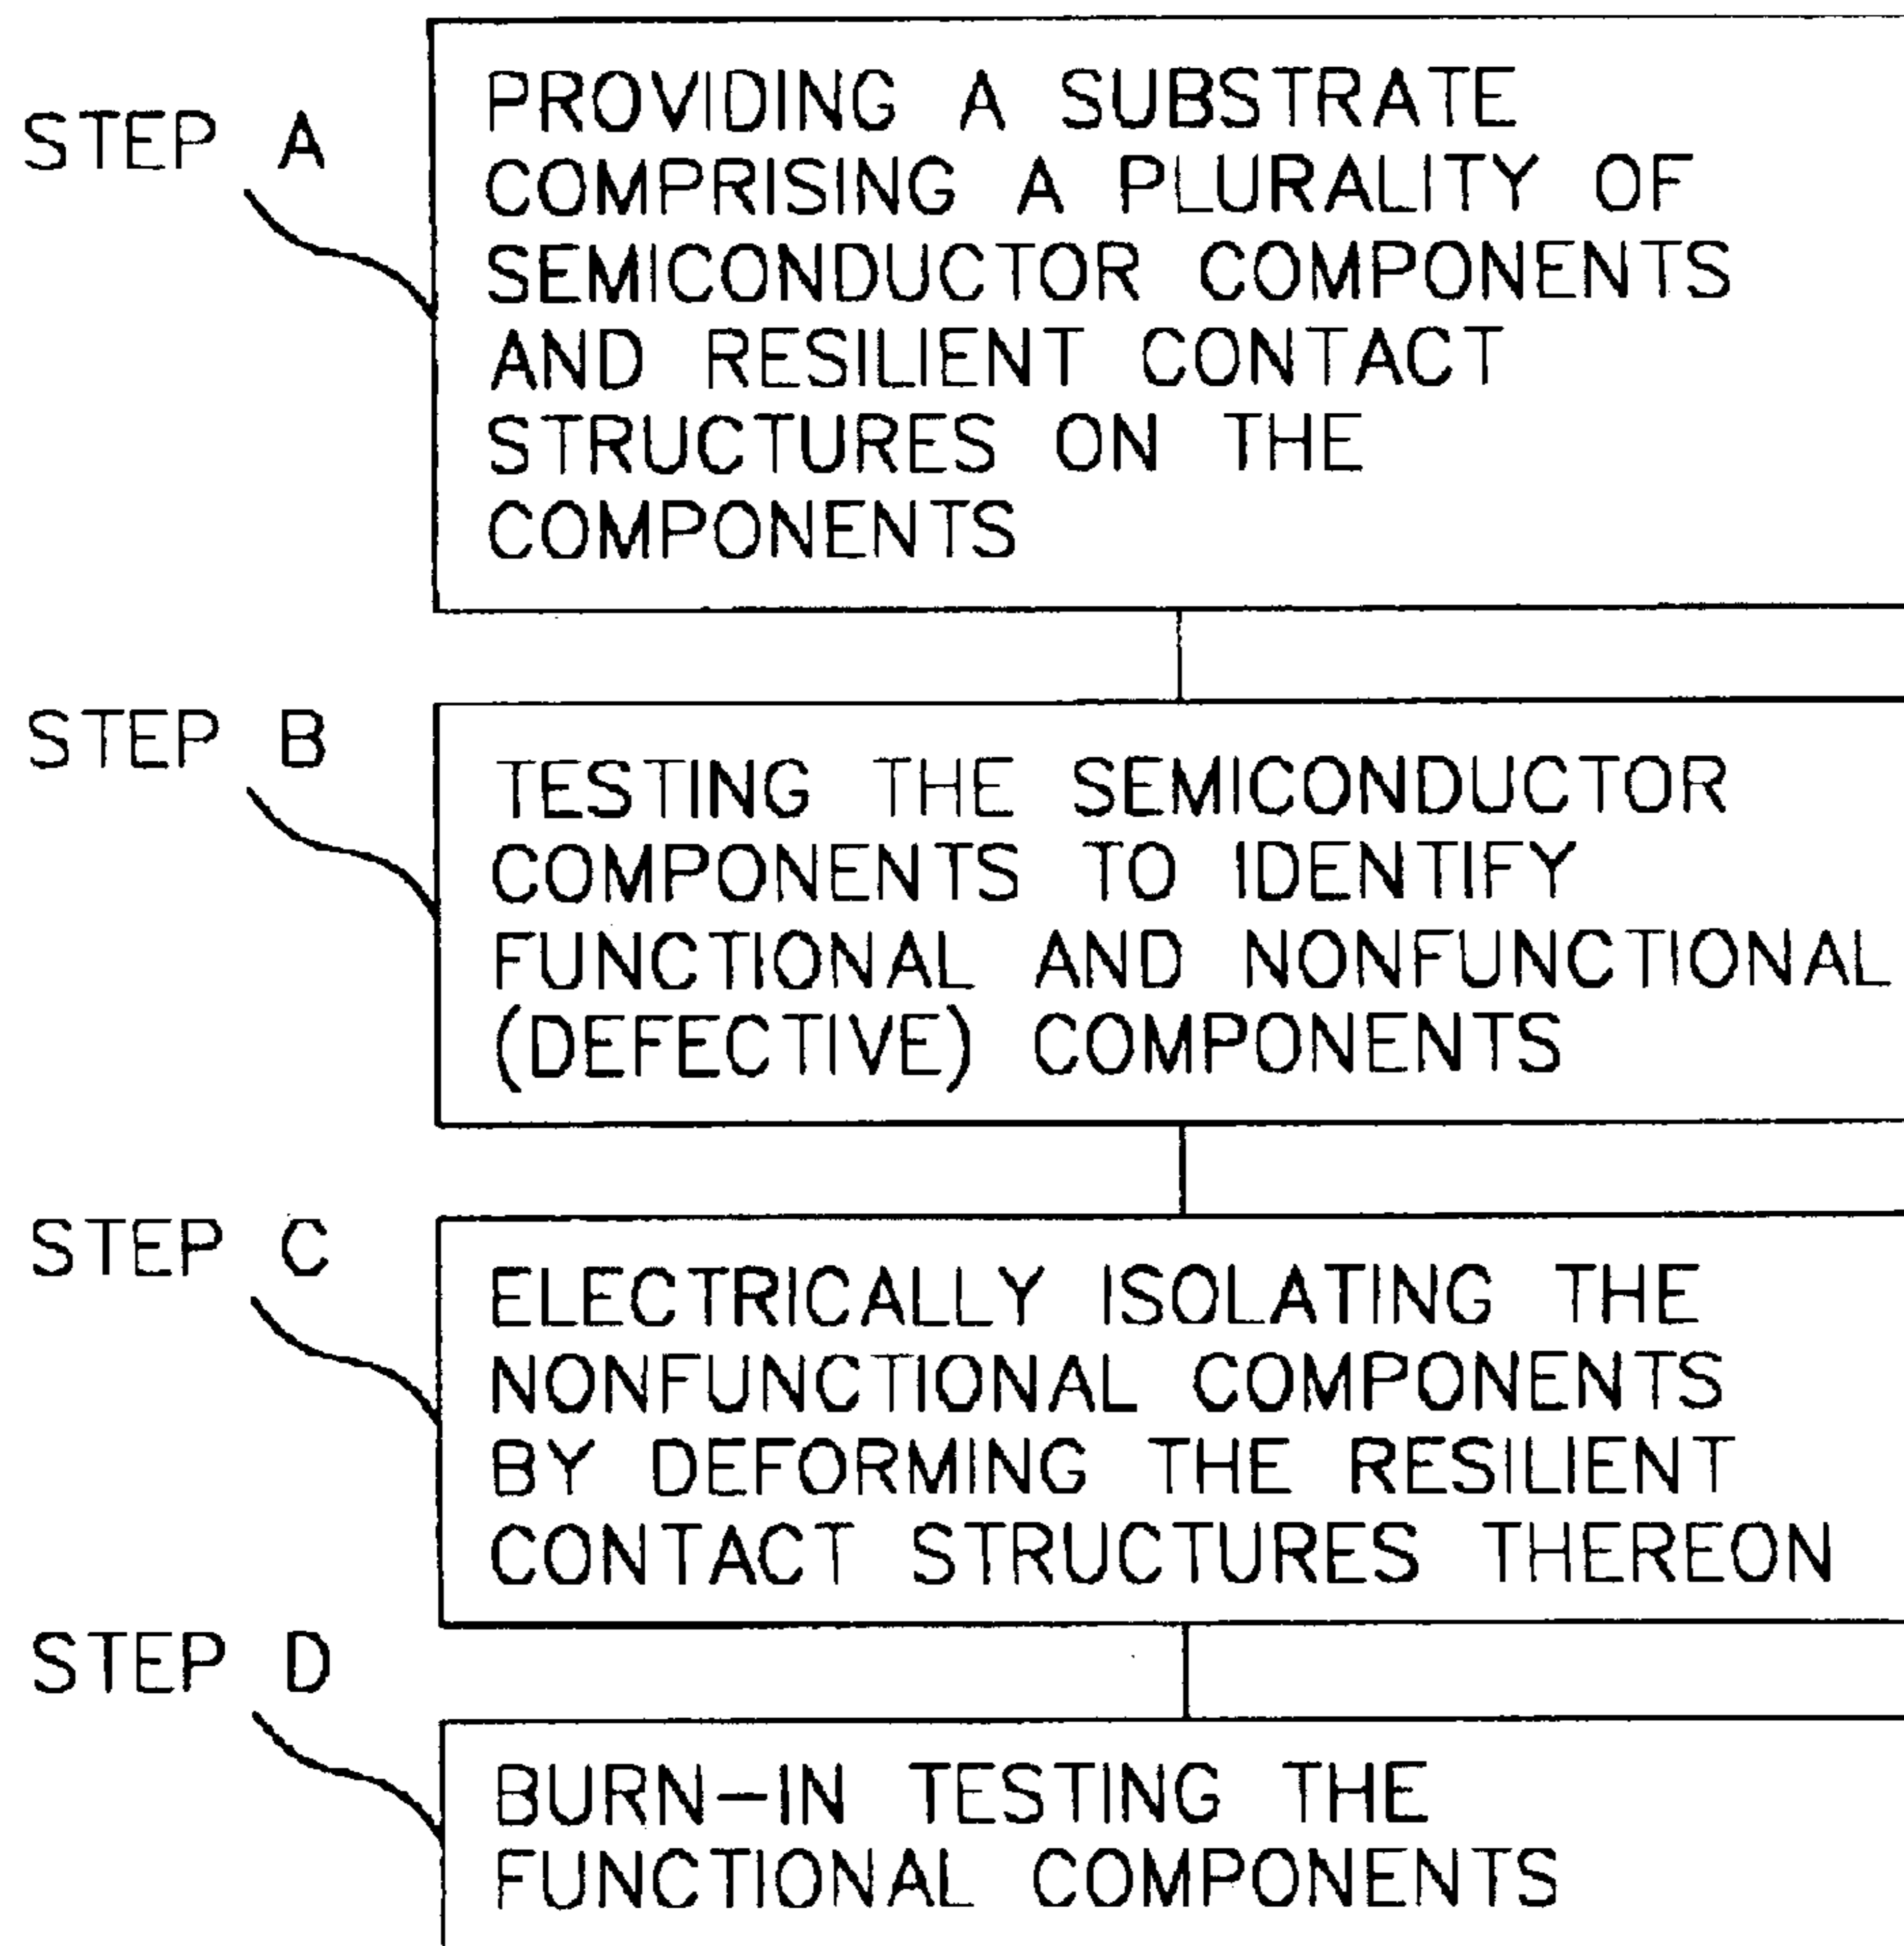 STEP A
PROVIDING A SUBSTRATE
COMPRISING A PLURALITY OF
SEMICONDUCTOR COMPONENTS
AND RESILIENT CONTACT
STRUCTURES ON THE
COMPONENTS
STEP B
TESTING THE SEMICONDUCTOR
COMPONENTS TO IDENTIFY
FUNCTIONAL AND NONFUNCTIONAL
(DEFECTIVE) COMPONENTS
STEP C
ELECTRICALLY ISOLATING THE
NONFUNCTIONAL COMPONENTS
BY DEFORMING THE RESILIENT
CONTACT STRUCTURES THEREON
STEP D
BURN-IN TESTING THE
FUNCTIONAL COMPONENTS